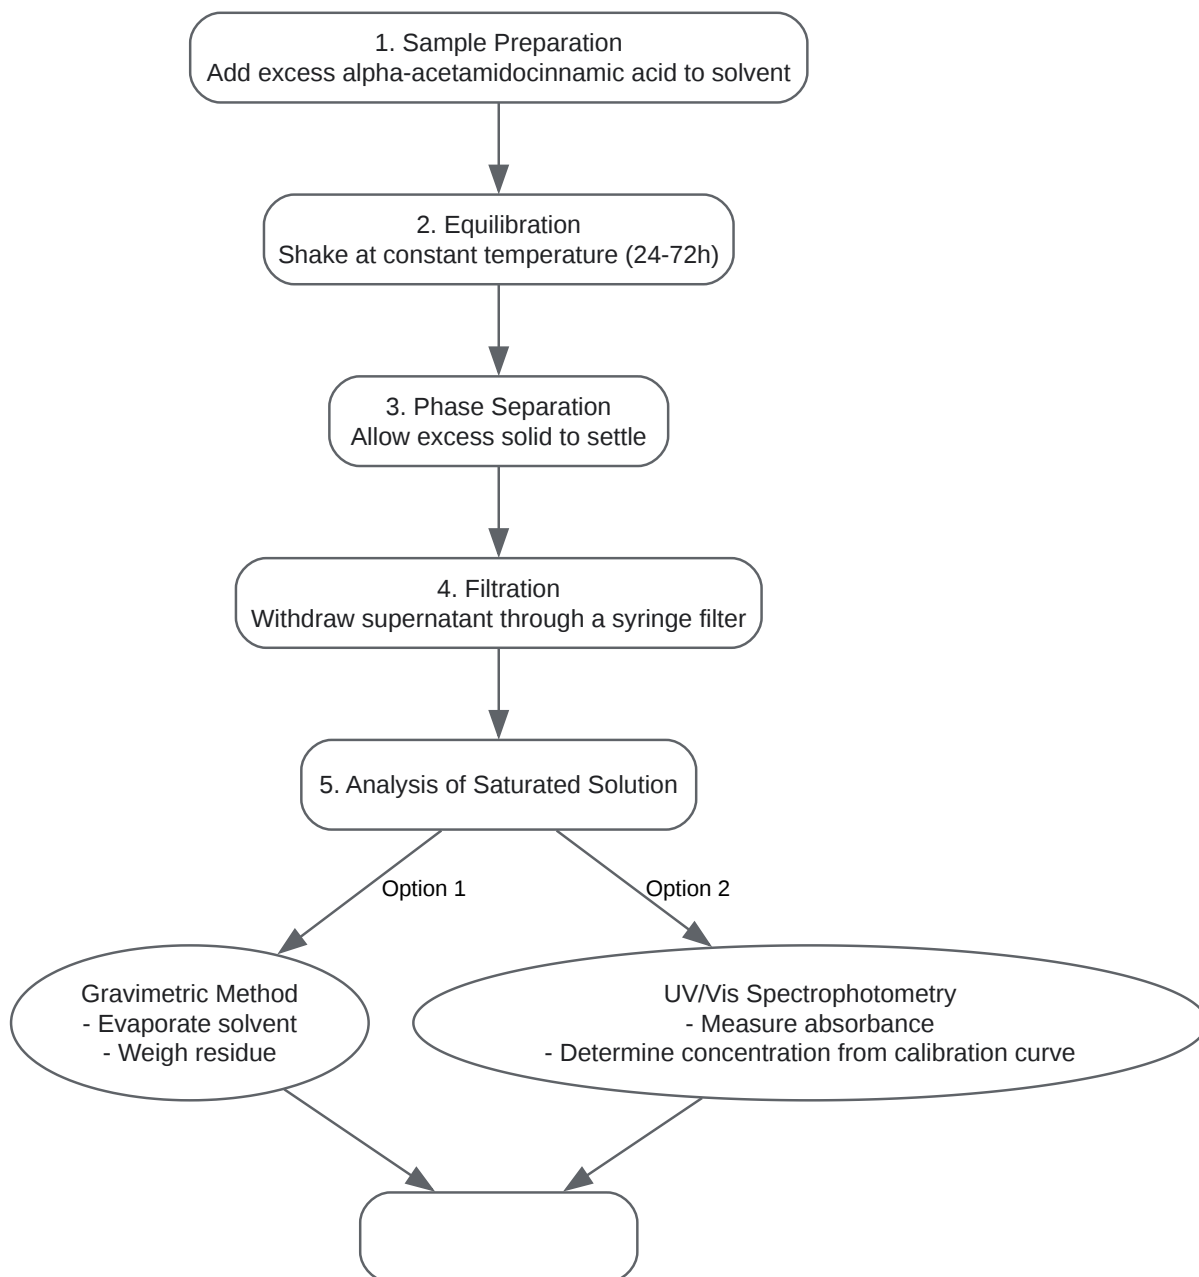 1. Sample Preparation
Add excess alpha-acetamidocinnamic acid to solvent
2. Equilibration
Shake at constant temperature (24-72h)
3. Phase Separation
Allow excess solid to settle
4. Filtration
Withdraw supernatant through a syringe filter
5. Analysis of Saturated Solution
Option 1
Option 2
Gravimetric Method
- Evaporate solvent
- Weigh residue
UV/Vis Spectrophotometry
- Measure absorbance
- Determine concentration from calibration curve